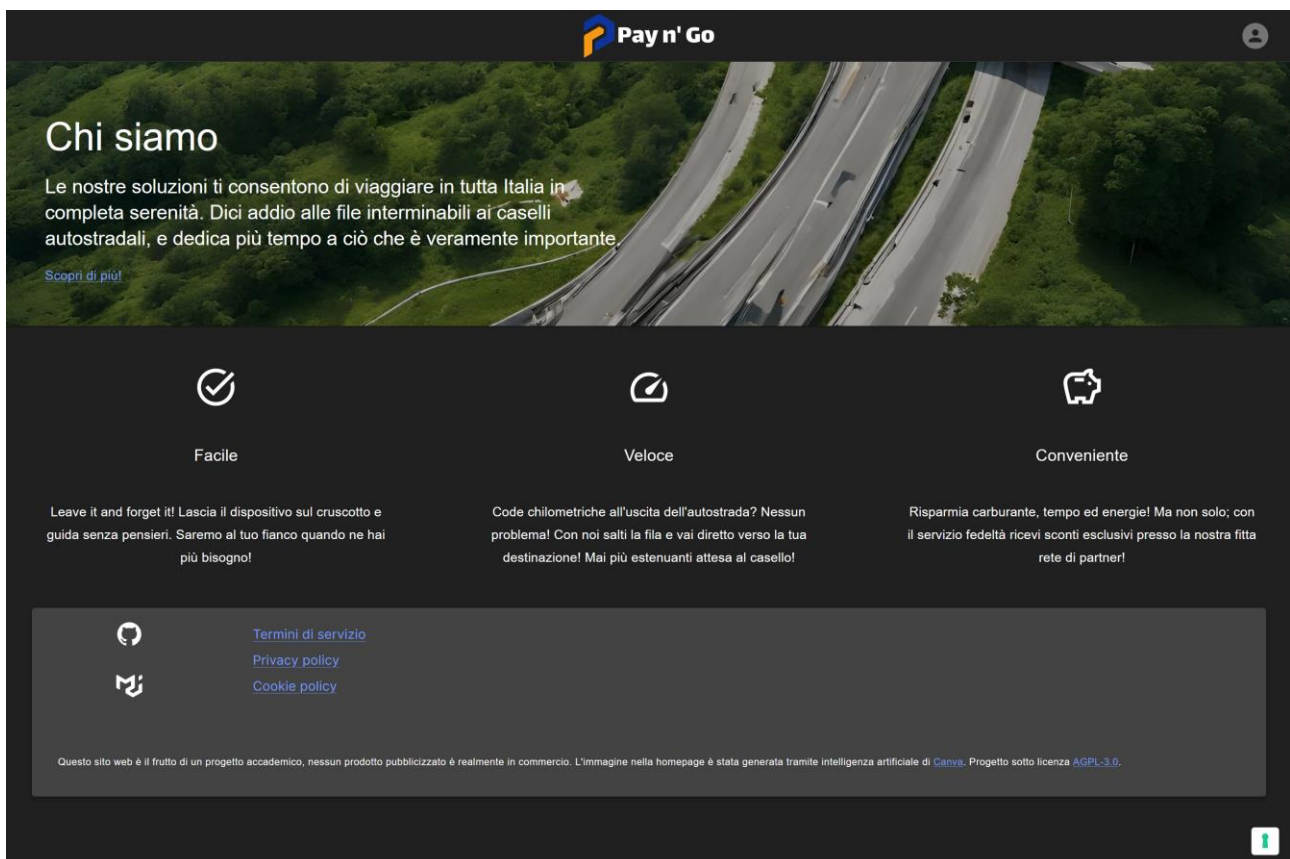 Pay n' Go
Chi siamo
Le nostre soluzioni ti consentono di viaggiare in tutta Italia in
completa serenità. Dici addio alle file interminabili ai caselli
autostradali, e dedica più tempo a ciò che è veramente importante.
Scopri di più!
Facile
Leave it and forget it! Lascia il dispositivo sul cruscotto e
guida senza pensieri. Saremo al tuo fianco quando ne hai
più bisogno!
Veloce
Code chilometriche all'uscita dell'autostrada? Nessun
problema! Con noi salti la fila e vai diretto verso la tua
destinazione! Mai più estenuanti attesa al casello!
Conveniente
Risparmia carburante, tempo ed energie! Ma non solo; con
il servizio fedeltà ricevi sconti esclusivi presso la nostra fitta
rete di partner!
Termini di servizio
Privacy policy
Cookie policy
Questo sito web è il frutto di un progetto accademico, nessun prodotto pubblicizzato è realmente in commercio. L'immagine nella homepage è stata generata tramite intelligenza artificiale di Canva. Progetto sotto licenza AGPL-3.0.